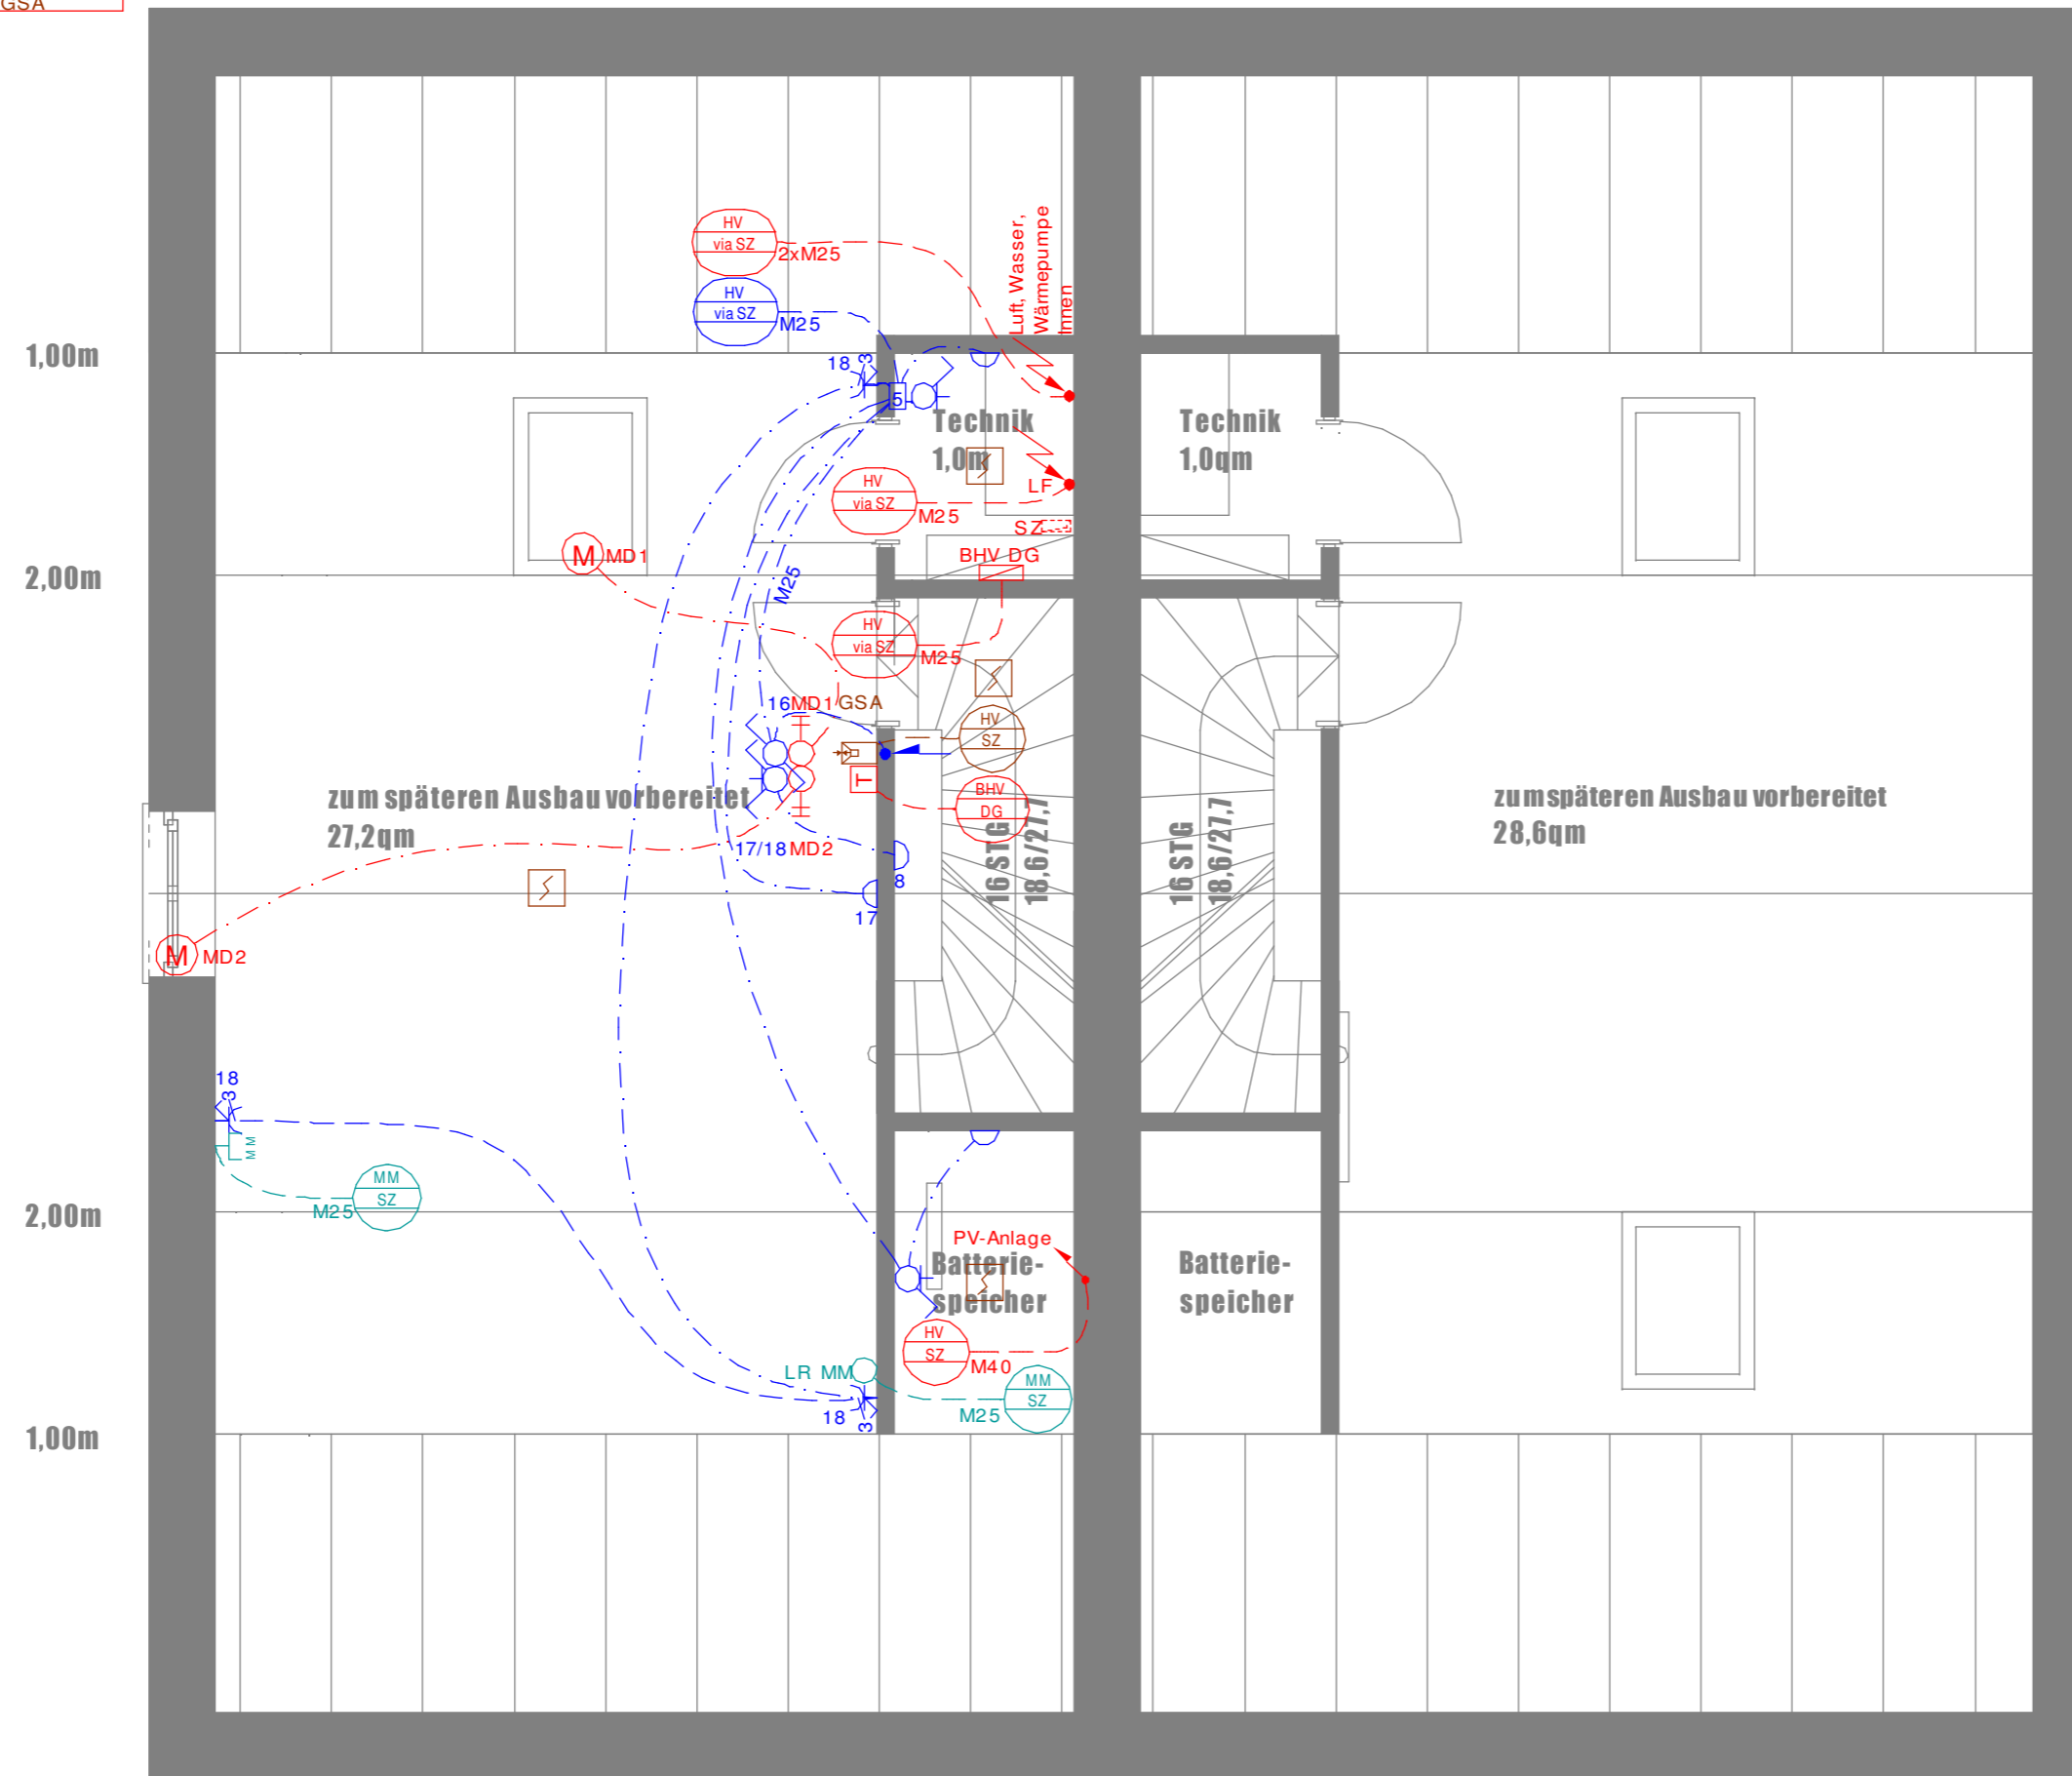 GSA
HV
via SZ
2xM25
Luft, Wasser,
Wärmepumpe
Innen
HV
via SZ
M25
1,00m
18
3
5
Technik
1,0m
Technik
1,0qm
HV
via SZ
M25
LF
SZ
BHV DG
M
MD1
2,00m
M25
HV
via SZ
M25
16
MD1
GSA
HV
SZ
T
BHV
DG
zum späteren Ausbau vorbereitet
27,2qm
17/18
MD2
8
17
16 STG
18,6/27,7
16 STG
18,6/27,7
zum späteren Ausbau vorbereitet
28,6qm
M
MD2
18
3
MM
MM
SZ
M25
2,00m
PV-Anlage
Batterie-
speicher
Batterie-
speicher
HV
SZ
M40
LR MM
MM
SZ
M25
18
3
1,00m